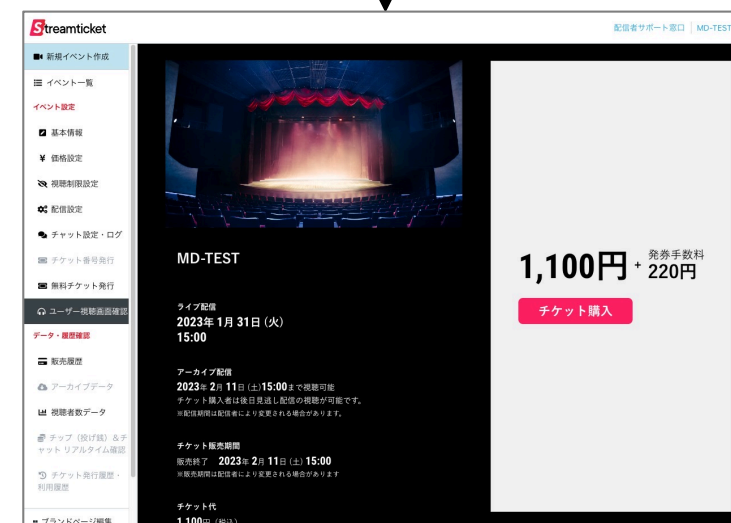 Streamticket
配信者サポート窓口 MD-TEST
新規イベント作成
イベント一覧
イベント設定
基本情報
価格設定
視聴制限設定
配信設定
チャット設定・ログ
チケット番号発行
無料チケット発行
ユーザー視聴画面確認
データ・履歴確認
販売履歴
アーカイブデータ
視聴者数データ
チップ（投げ銭）＆チ
ャット リアルタイム確認
チケット発行履歴・
利用履歴
ブランドページ編集
MD-TEST
ライブ配信
2023年 1月 31日（火）
15:00
アーカイブ配信
2023年 2月 11日（土）15:00まで視聴可能
チケット購入者は後日見逃し配信の視聴が可能です。
※配信期間は配信者により変更される場合があります。
チケット販売期間
販売終了 2023年 2月 11日（土）15:00
※販売期間は配信者により変更される場合があります
チケット代
1,100円（税込）
1,100円 + 発券手数料
220円
チケット購入